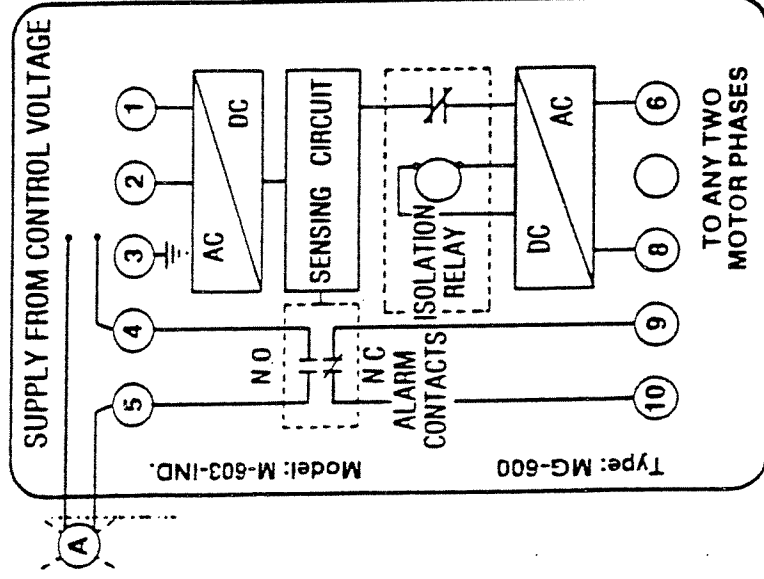 SUPPLY FROM CONTROL VOLTAGE
A
5
4
3
2
1
AC
DC
N O
SENSING CIRCUIT
N C
ALARM
CONTACTS
ISOLATION
RELAY
DC
AC
10
9
8
6
TO ANY TWO
MOTOR PHASES
Model: M-603-IND.
Type: MG-600